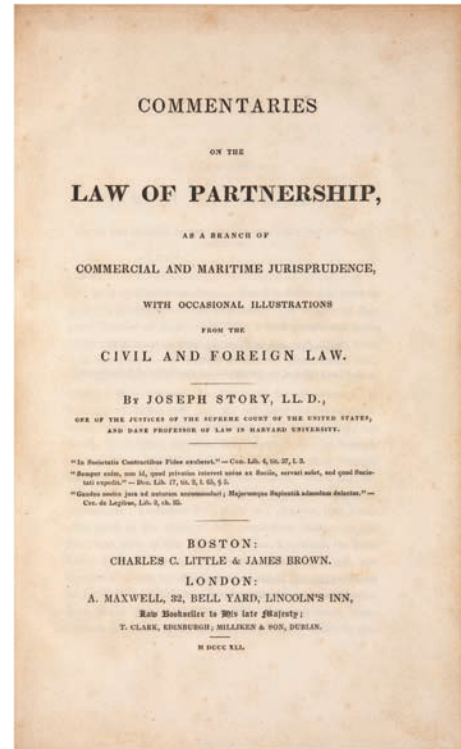 COMMENTARIES
ON THE
LAW OF PARTNERSHIP,
AS A BRANCH OF
COMMERCIAL AND MARITIME JURISPRUDENCE,
WITH OCCASIONAL ILLUSTRATIONS
FROM THE
CIVIL AND FOREIGN LAW.
BY JOSEPH STORY, LL. D.,
ONE OF THE JUSTICES OF THE SUPREME COURT OF THE UNITED STATES,
AND DANE PROFESSOR OF LAW IN HARVARD UNIVERSITY.
"In Societatis Contractibus Fides exuberet." — Cod. Lib. 4, tit. 37, l. 3.
"Semper enim, non id, quod privatim interest unius ex Sociis, servari solet, sed quod Socie-
tati expedit." — Dig. Lib. 17, tit. 2, l. 65, § 5.
"Gaudeo nostra jura ad naturam accommodari; Majorumque Sapientiâ admodum delector." —
Cic. de Legibus, Lib. 2, ch. 25.
BOSTON:
CHARLES C. LITTLE & JAMES BROWN.
LONDON:
A. MAXWELL, 32, BELL YARD, LINCOLN'S INN,
Law Bookseller to His late Majesty;
T. CLARK, EDINBURGH; MILLIKEN & SON, DUBLIN.
M DCCC XLI.